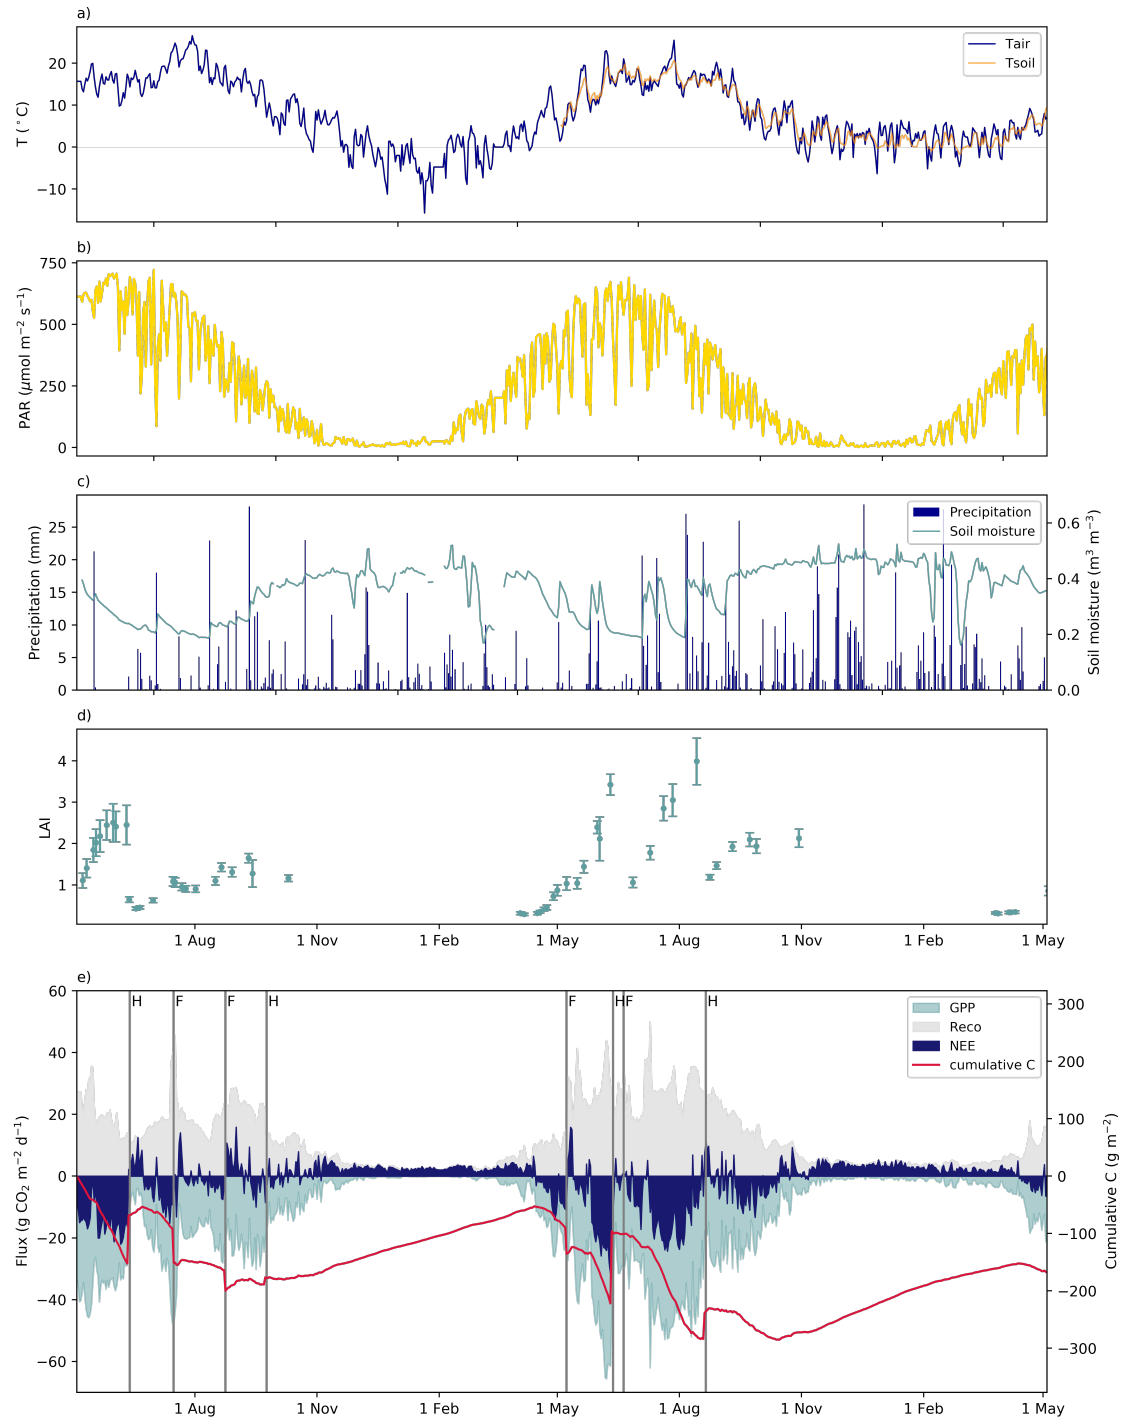 a)
T (°C)
20
10
0
−10
Tair
Tsoil
b)
PAR (μmol m⁻² s⁻¹)
750
500
250
0
c)
Precipitation (mm)
25
20
15
10
5
0
Precipitation
Soil moisture
0.6
0.4
0.2
0.0
Soil moisture (m³ m⁻³)
d)
LAI
4
3
2
1
1 Aug 1 Nov 1 Feb 1 May 1 Aug 1 Nov 1 Feb 1 May
e)
Flux (g CO₂ m⁻² d⁻¹)
60
40
20
0
−20
−40
−60
H F F H F H F H
GPP
Reco
NEE
cumulative C
300
200
100
0
−100
−200
−300
Cumulative C (g m⁻²)
1 Aug 1 Nov 1 Feb 1 May 1 Aug 1 Nov 1 Feb 1 May